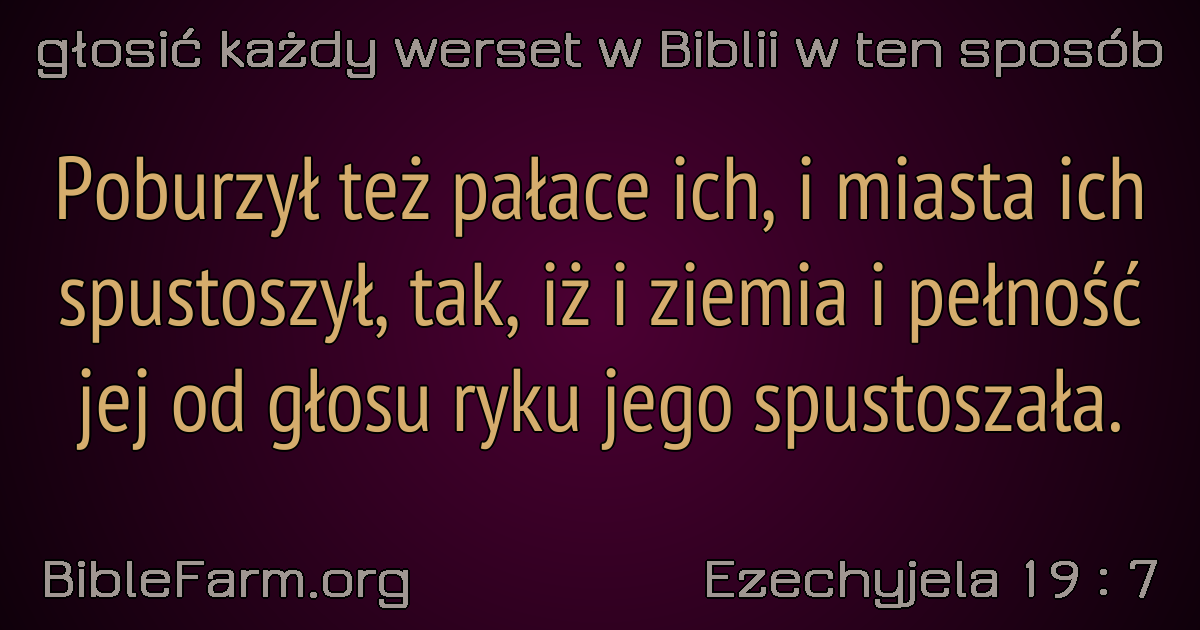 głosić każdy werset w Biblii w ten sposób
Poburzył też pałace ich, i miasta ich
spustoszył, tak, iż i ziemia i pełność
jej od głosu ryku jego spustoszała.
BibleFarm.org
Ezechyjela 19 : 7